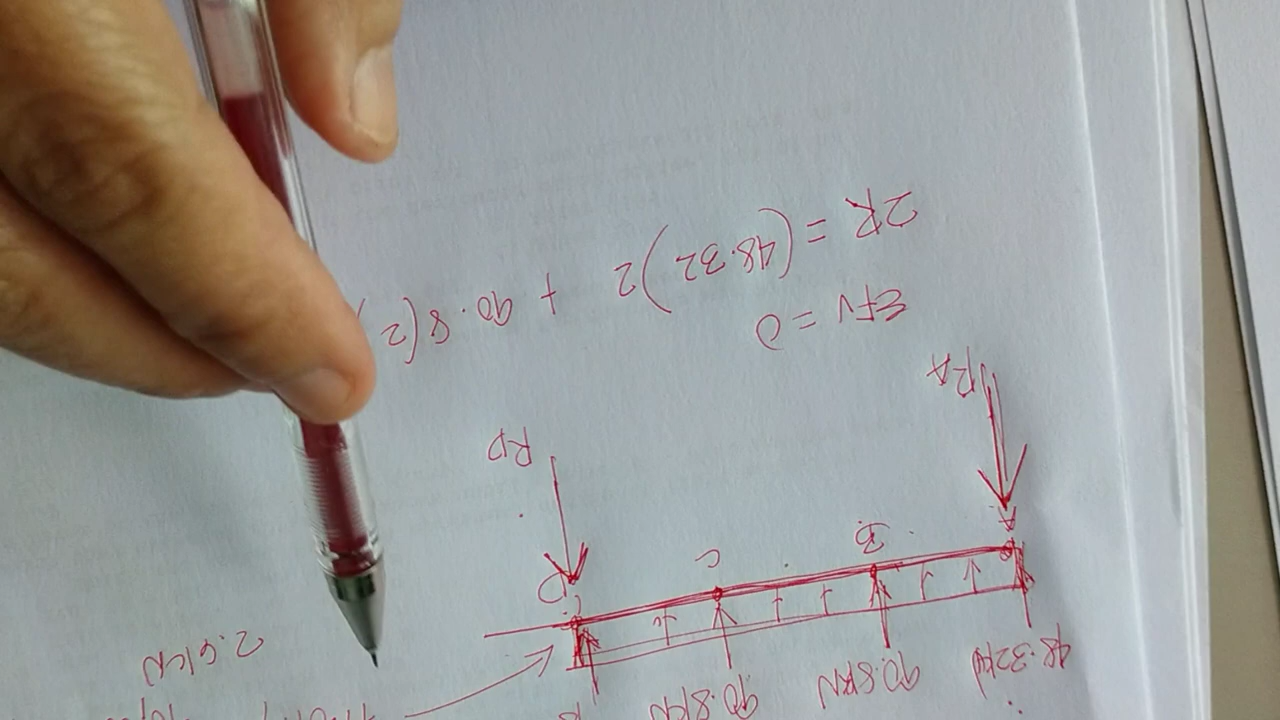 48.32kN 90.8kN 90.8kN
2.6kN
A B C D
RA RD
ΣFV = 0
2R = (48.32)2 + 90.8(2)